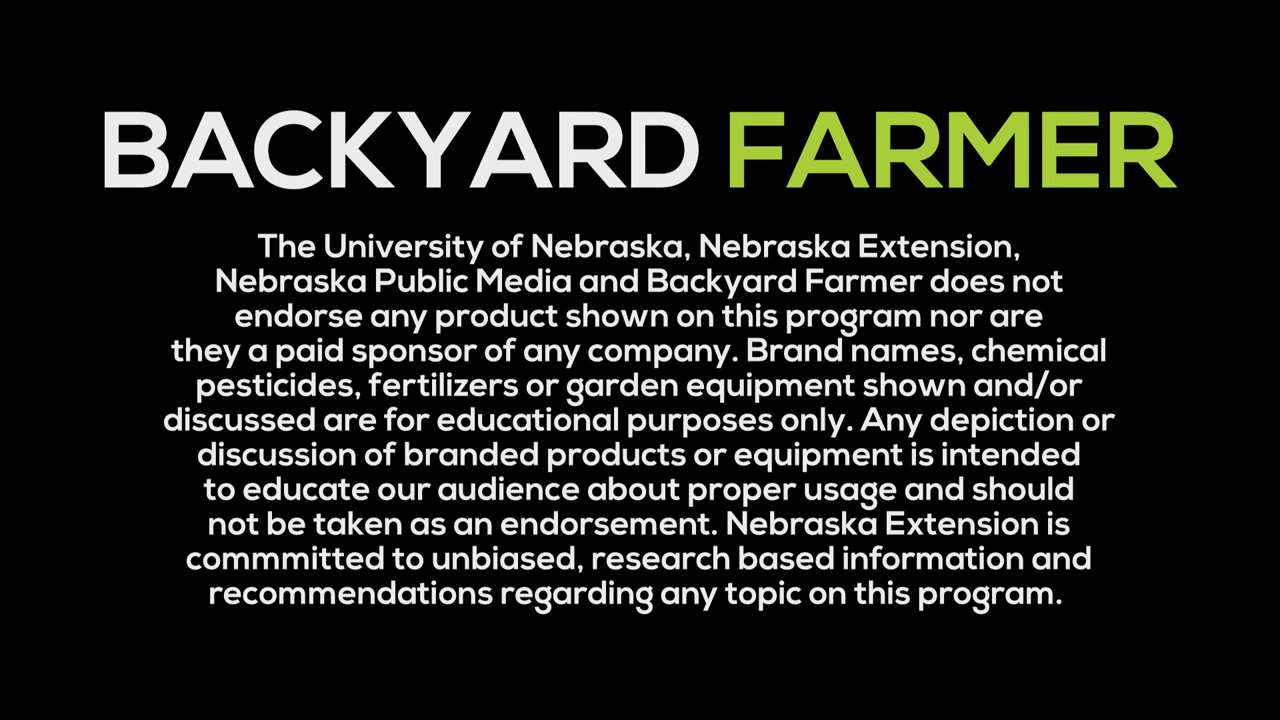 BACKYARD FARMER
The University of Nebraska, Nebraska Extension,
Nebraska Public Media and Backyard Farmer does not
endorse any product shown on this program nor are
they a paid sponsor of any company. Brand names, chemical
pesticides, fertilizers or garden equipment shown and/or
discussed are for educational purposes only. Any depiction or
discussion of branded products or equipment is intended
to educate our audience about proper usage and should
not be taken as an endorsement. Nebraska Extension is
commmitted to unbiased, research based information and
recommendations regarding any topic on this program.